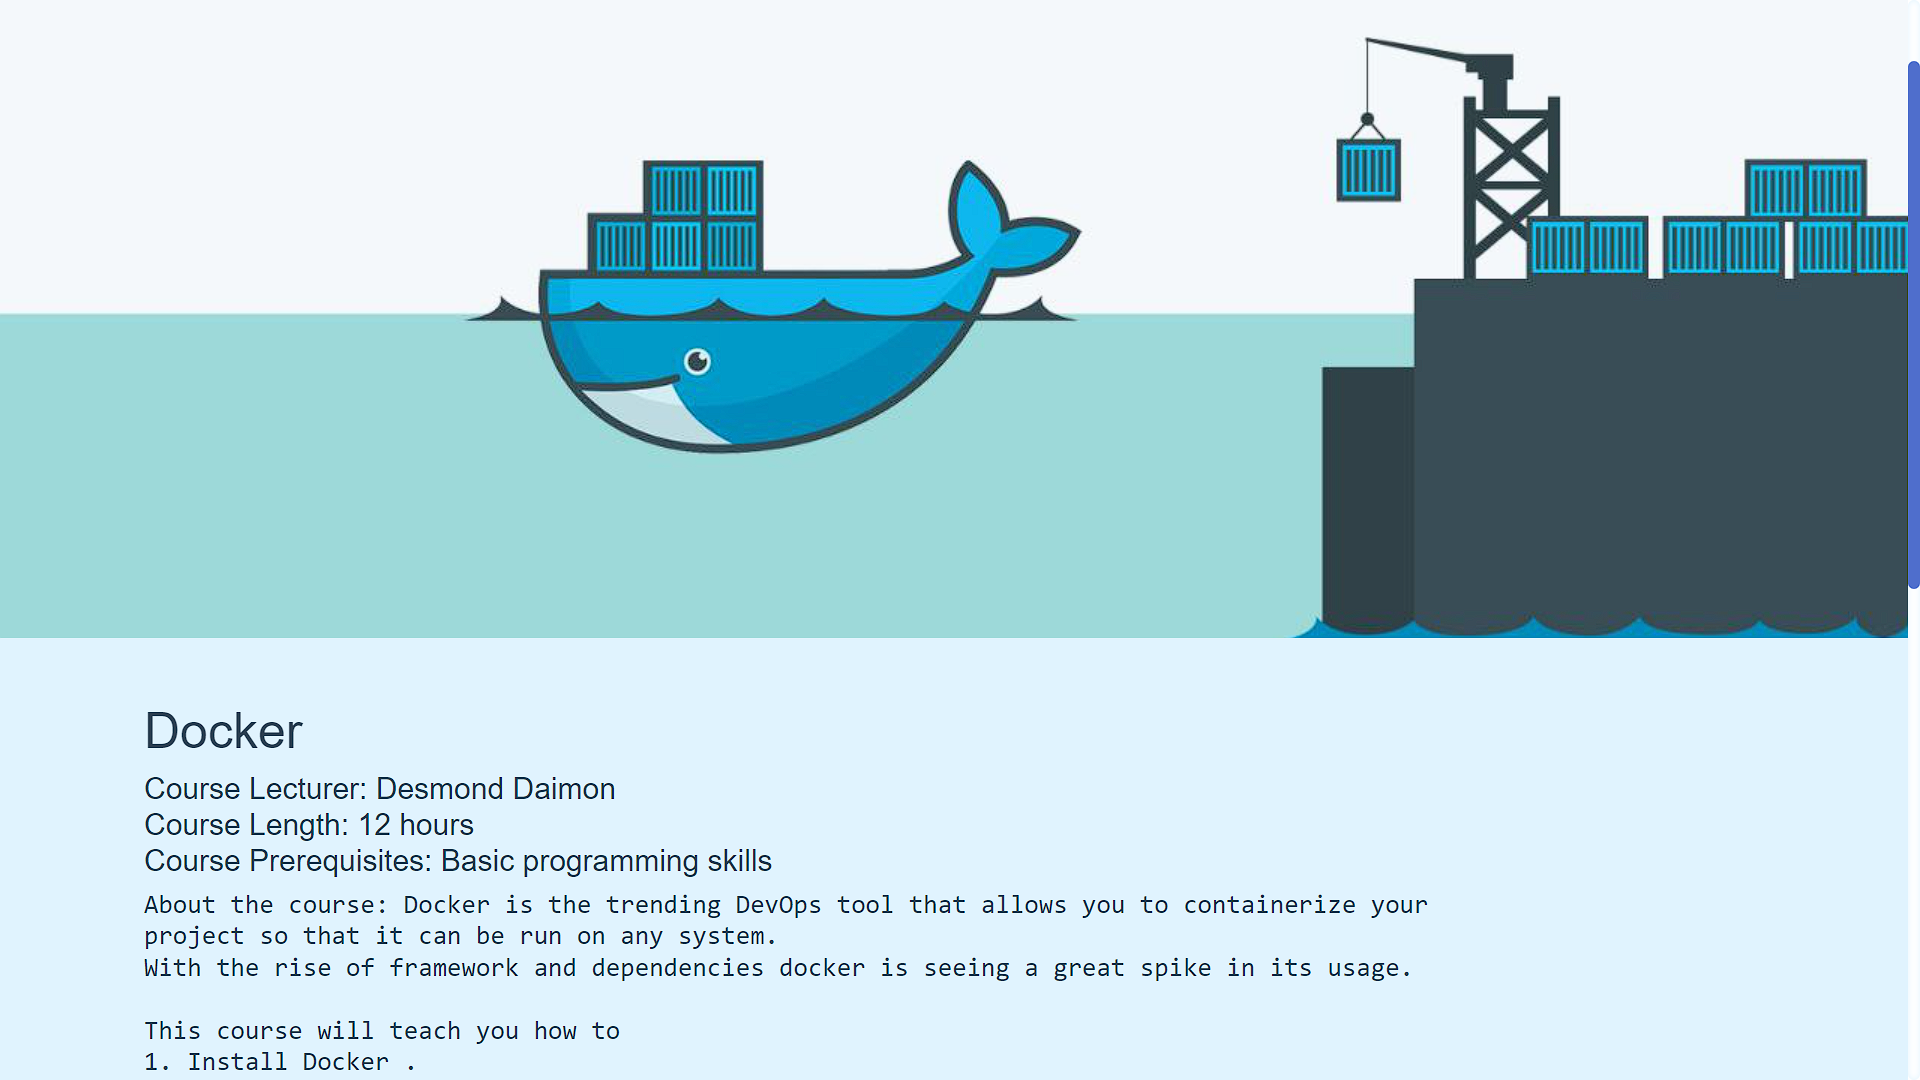 Docker
Course Lecturer: Desmond Daimon
Course Length: 12 hours
Course Prerequisites: Basic programming skills
About the course: Docker is the trending DevOps tool that allows you to containerize your
project so that it can be run on any system.
With the rise of framework and dependencies docker is seeing a great spike in its usage.
This course will teach you how to
1. Install Docker .